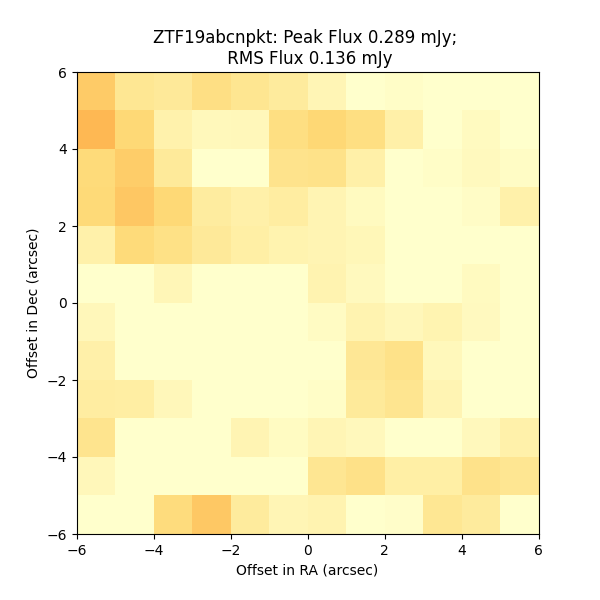 ZTF19abcnpkt: Peak Flux 0.289 mJy;
RMS Flux 0.136 mJy
6
4
2
0
−2
−4
−6
Offset in Dec (arcsec)
−6 −4 −2 0 2 4 6
Offset in RA (arcsec)